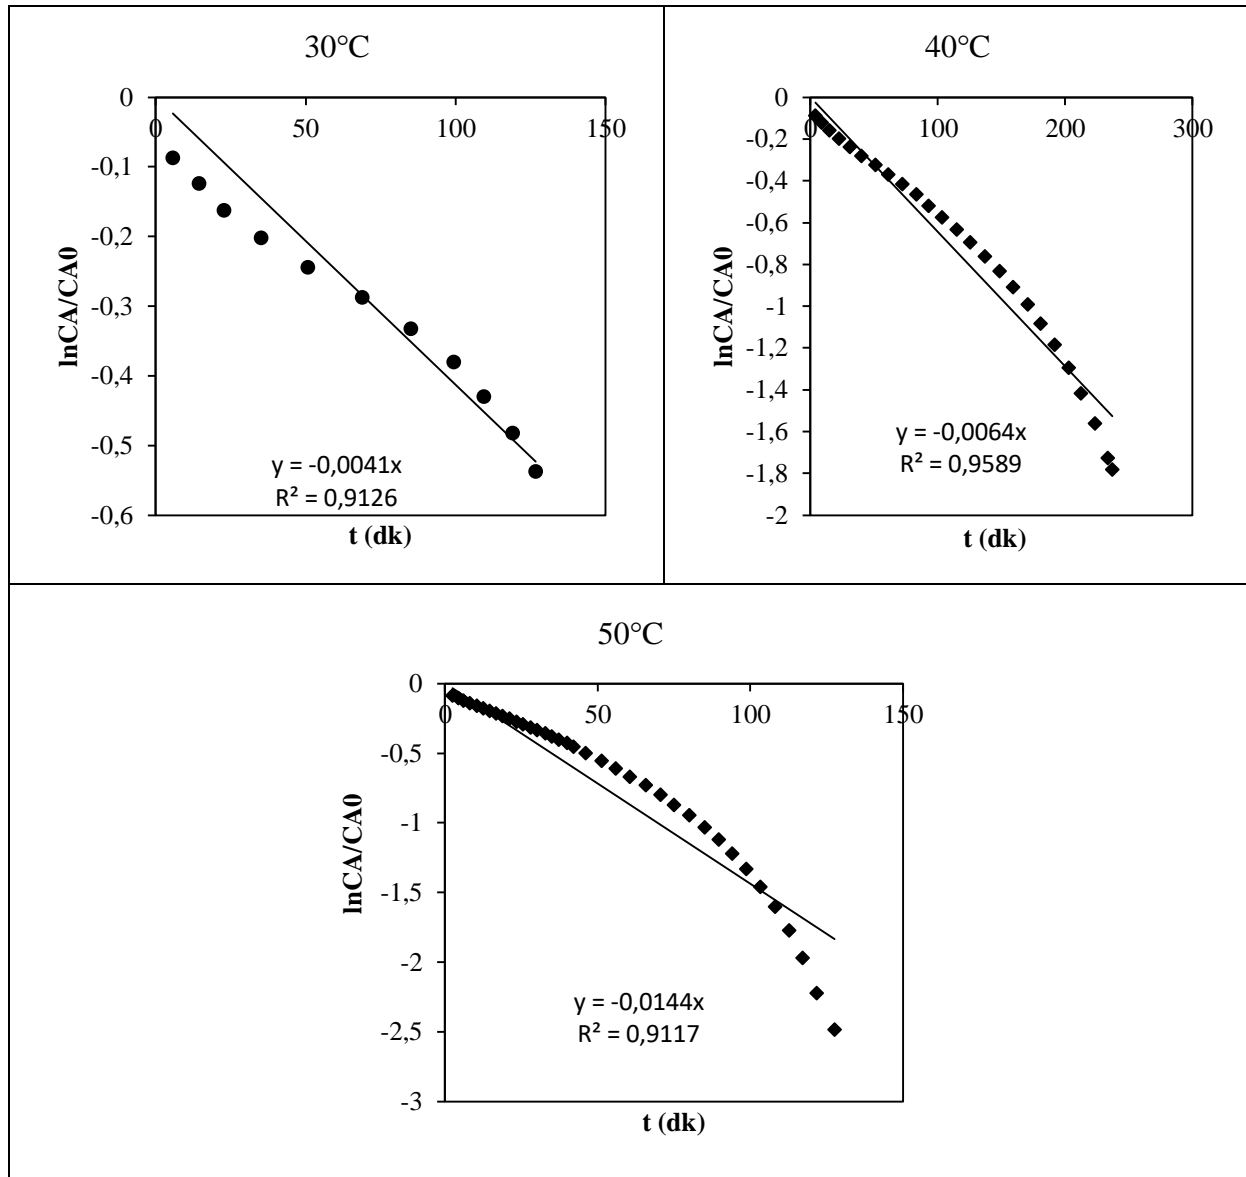 30°C
0
0
50
100
150
-0,1
-0,2
-0,3
-0,4
-0,5
-0,6
lnCA/CA0
y = -0,0041x
R² = 0,9126
t (dk)
40°C
0
0
100
200
300
-0,2
-0,4
-0,6
-0,8
-1
-1,2
-1,4
-1,6
-1,8
-2
lnCA/CA0
y = -0,0064x
R² = 0,9589
t (dk)
50°C
0
0
50
100
150
-0,5
-1
-1,5
-2
-2,5
-3
lnCA/CA0
y = -0,0144x
R² = 0,9117
t (dk)